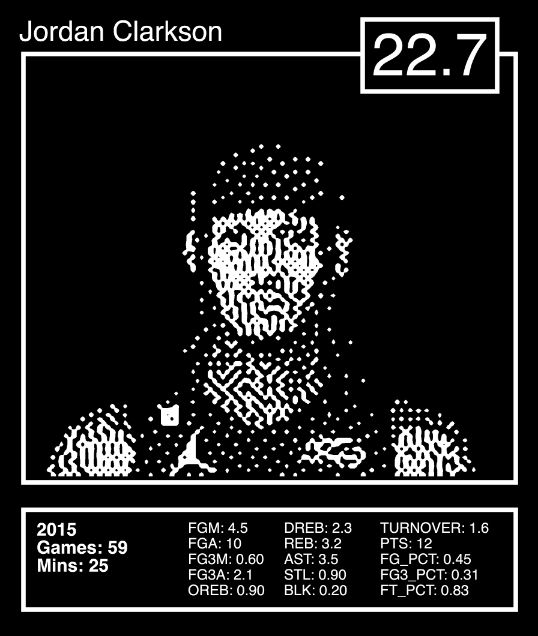 Jordan Clarkson
22.7
2015
Games: 59
Mins: 25
FGM: 4.5
FGA: 10
FG3M: 0.60
FG3A: 2.1
OREB: 0.90
DREB: 2.3
REB: 3.2
AST: 3.5
STL: 0.90
BLK: 0.20
TURNOVER: 1.6
PTS: 12
FG_PCT: 0.45
FG3_PCT: 0.31
FT_PCT: 0.83